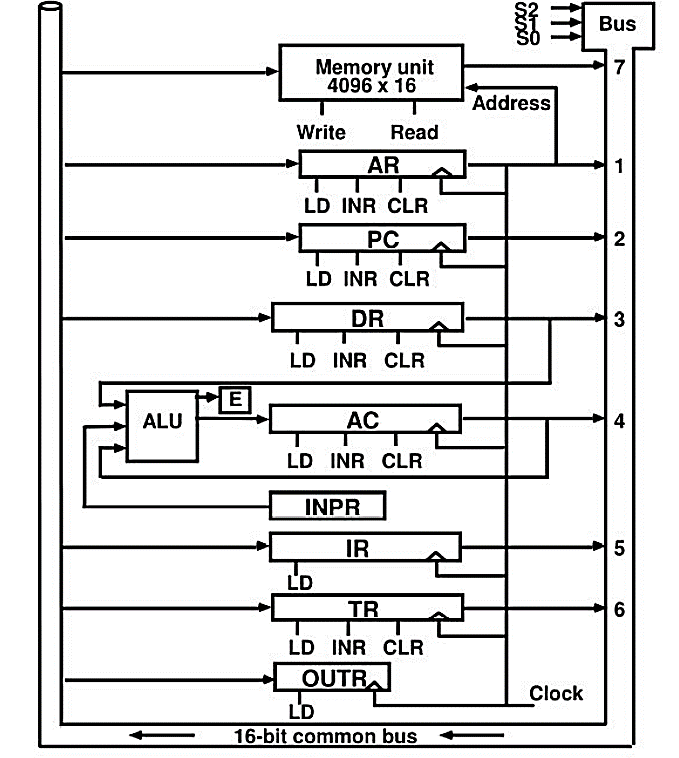 S2
S1
S0
Bus
Memory unit
4096 x 16
7
Address
Write Read
AR
1
LD INR CLR
PC
2
LD INR CLR
DR
3
LD INR CLR
E
ALU
AC
4
LD INR CLR
INPR
IR
5
LD
TR
6
LD INR CLR
OUTR
Clock
LD
16-bit common bus